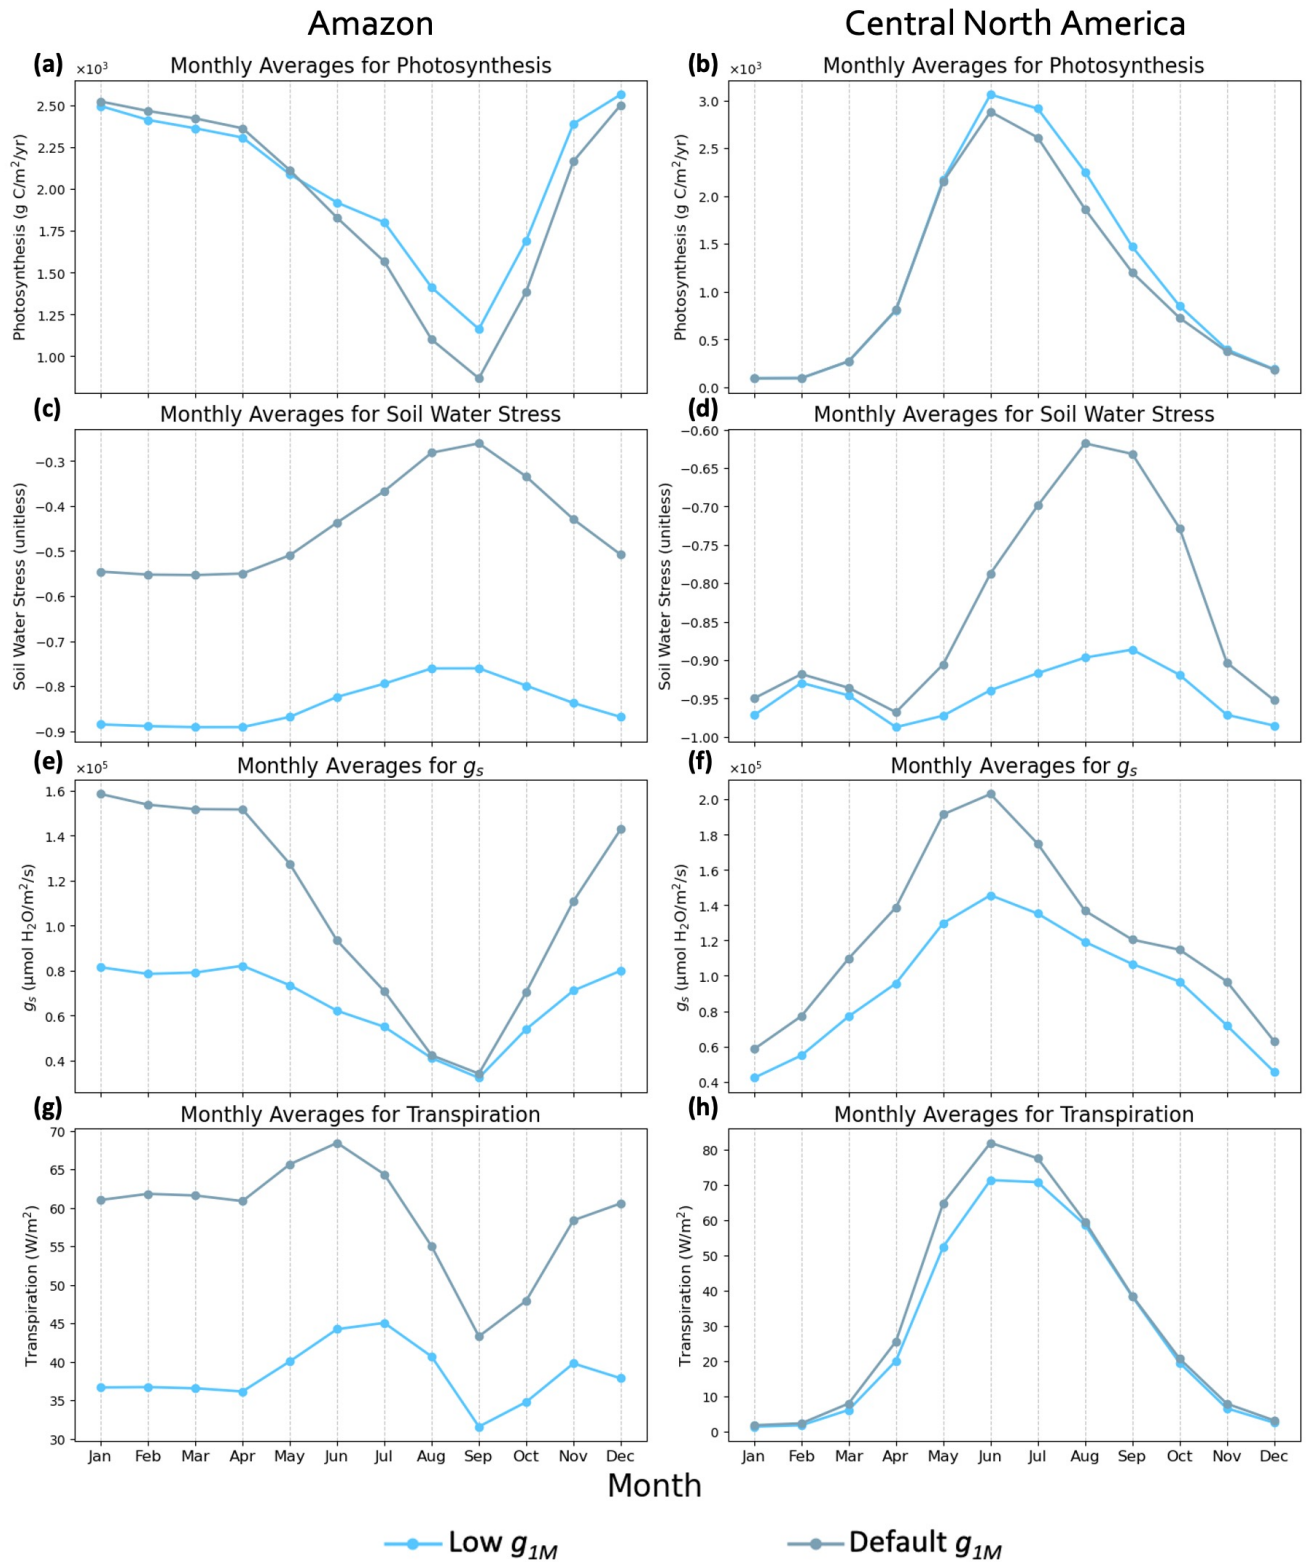 Amazon
Central North America
(a)
×10³
Monthly Averages for Photosynthesis
Photosynthesis (g C/m²/yr)
2.50
2.25
2.00
1.75
1.50
1.25
1.00
(b)
×10³
Monthly Averages for Photosynthesis
Photosynthesis (g C/m²/yr)
3.0
2.5
2.0
1.5
1.0
0.5
0.0
(c)
Monthly Averages for Soil Water Stress
Soil Water Stress (unitless)
−0.3
−0.4
−0.5
−0.6
−0.7
−0.8
−0.9
(d)
Monthly Averages for Soil Water Stress
Soil Water Stress (unitless)
−0.60
−0.65
−0.70
−0.75
−0.80
−0.85
−0.90
−0.95
−1.00
(e)
×10⁵
Monthly Averages for gₛ
gₛ (μmol H₂O/m²/s)
1.6
1.4
1.2
1.0
0.8
0.6
0.4
(f)
×10⁵
Monthly Averages for gₛ
gₛ (μmol H₂O/m²/s)
2.0
1.8
1.6
1.4
1.2
1.0
0.8
0.6
0.4
(g)
Monthly Averages for Transpiration
Transpiration (W/m²)
70
65
60
55
50
45
40
35
30
Jan Feb Mar Apr May Jun Jul Aug Sep Oct Nov Dec
(h)
Monthly Averages for Transpiration
Transpiration (W/m²)
80
70
60
50
40
30
20
10
0
Jan Feb Mar Apr May Jun Jul Aug Sep Oct Nov Dec
Month
Low g1M
Default g1M